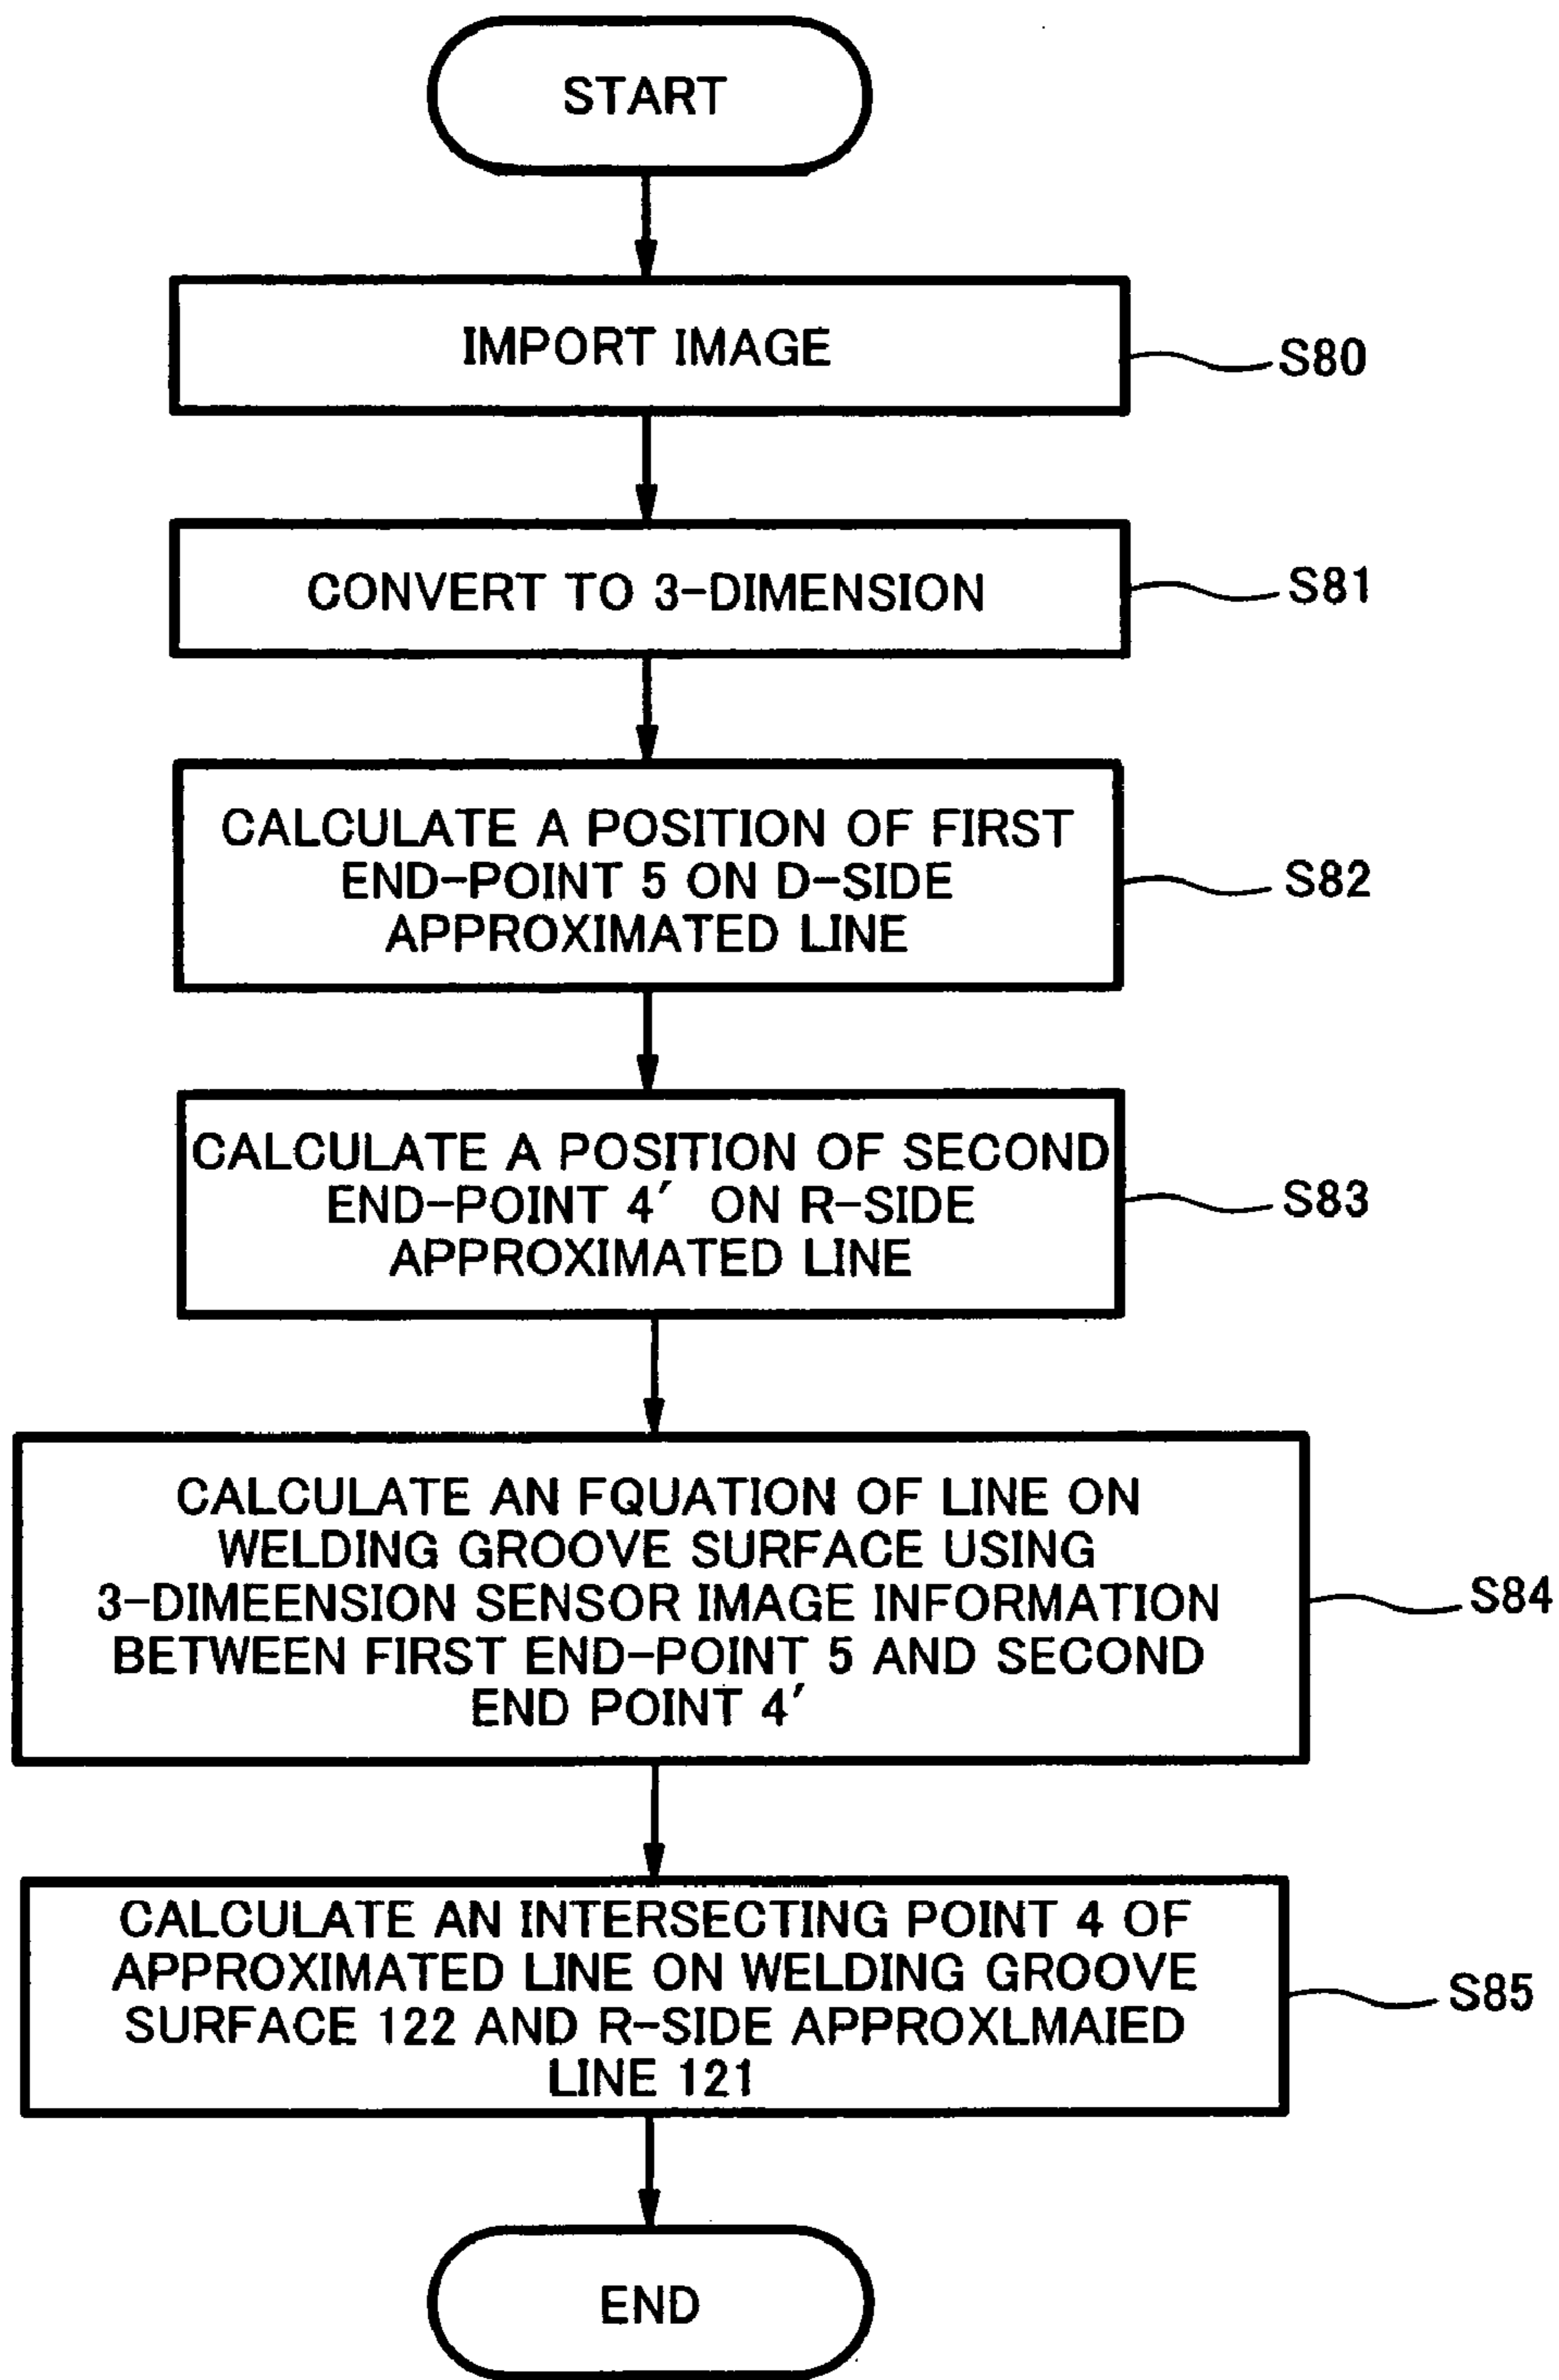 START
IMPORT IMAGE
S80
CONVERT TO 3-DIMENSION
S81
CALCULATE A POSITION OF FIRST
END-POINT 5 ON D-SIDE
APPROXIMATED LINE
S82
CALCULATE A POSITION OF SECOND
END-POINT 4′ ON R-SIDE
APPROXIMATED LINE
S83
CALCULATE AN FQUATION OF LINE ON
WELDING GROOVE SURFACE USING
3-DIMEENSION SENSOR IMAGE INFORMATION
BETWEEN FIRST END-POINT 5 AND SECOND
END POINT 4′
S84
CALCULATE AN INTERSECTING POINT 4 OF
APPROXIMATED LINE ON WELDING GROOVE
SURFACE 122 AND R-SIDE APPROXLMAIED
LINE 121
S85
END